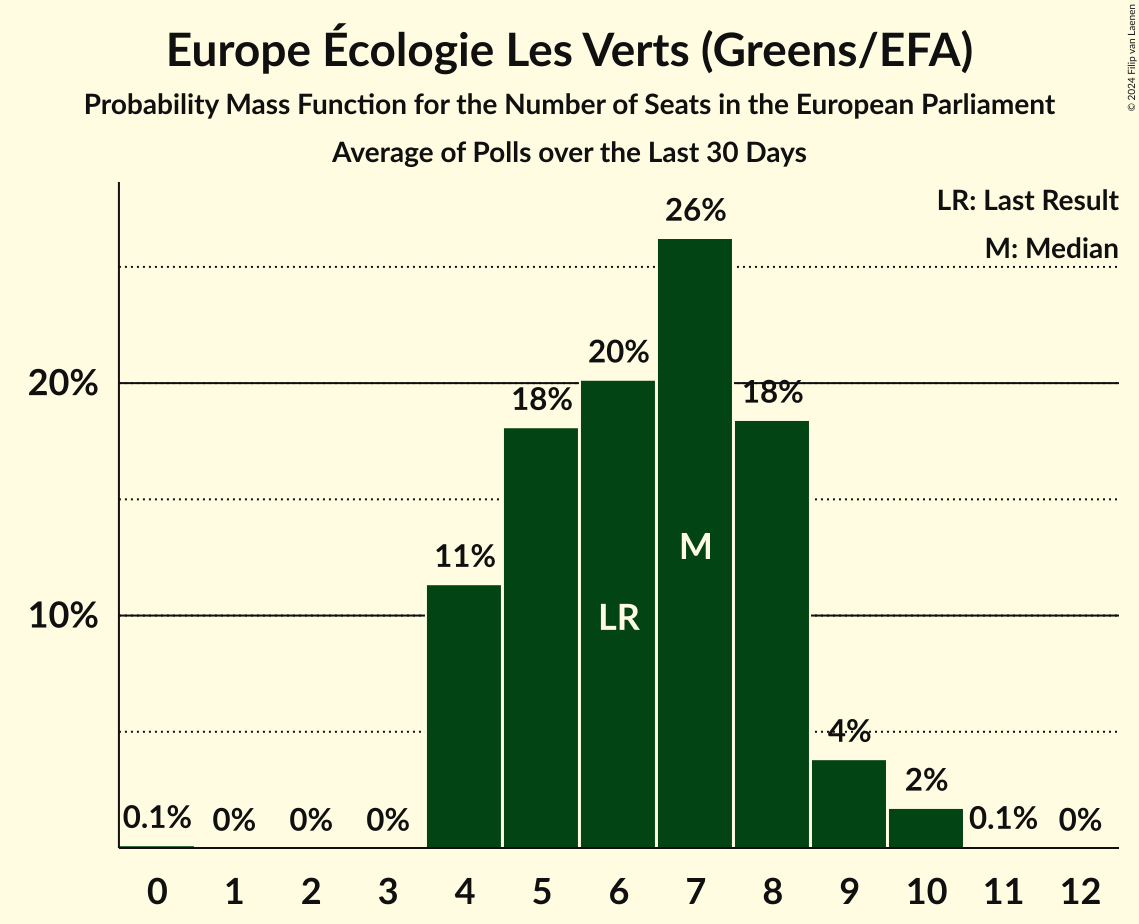 Europe Écologie Les Verts (Greens/EFA)
Probability Mass Function for the Number of Seats in the European Parliament
Average of Polls over the Last 30 Days
© 2024 Filip van Laenen
LR: Last Result
M: Median
26%
20%
20%
18%
18%
11%
10%
M
LR
4%
2%
0.1%
0%
0%
0%
0.1%
0%
0 1 2 3 4 5 6 7 8 9 10 11 12